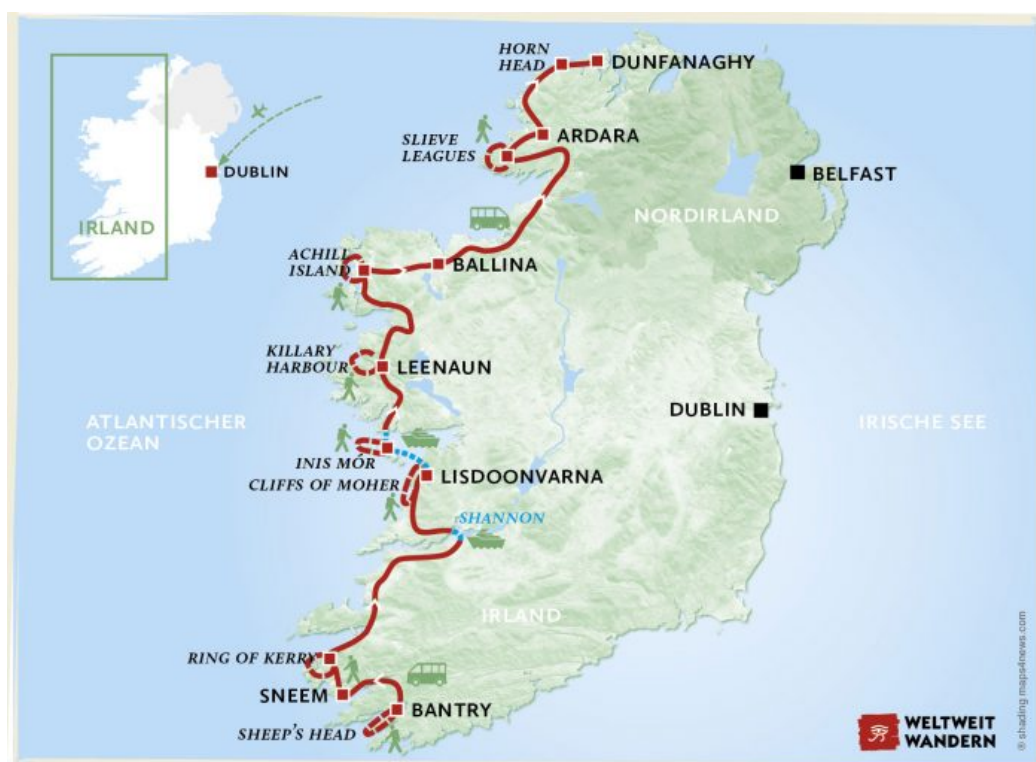 HORN
HEAD
DUNFANAGHY
SLIEVE
LEAGUES
ARDARA
DUBLIN
IRLAND
BELFAST
NORDIRLAND
ACHILL
ISLAND
BALLINA
KILLARY
HARBOUR
LEENAUN
ATLANTISCHER
OZEAN
DUBLIN
IRISCHE SEE
INIS MÓR
CLIFFS OF MOHER
LISDOONVARNA
SHANNON
IRLAND
RING OF KERRY
SNEEM
BANTRY
SHEEP'S HEAD
WELTWEIT
WANDERN
© shading maps4news.com